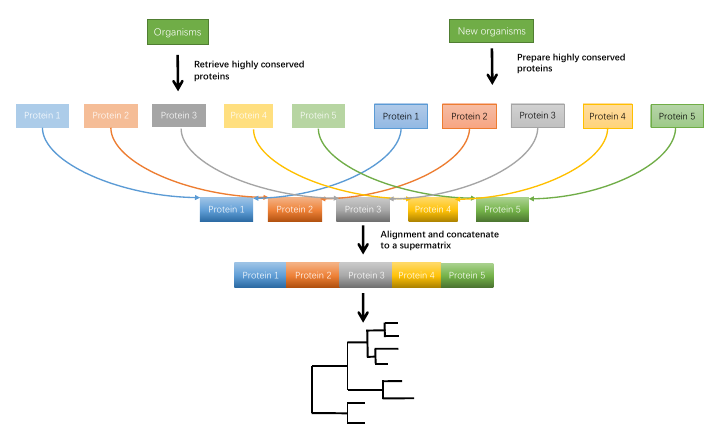 Organisms
New organisms
Retrieve highly conserved
proteins
Prepare highly conserved
proteins
Protein 1
Protein 2
Protein 3
Protein 4
Protein 5
Protein 1
Protein 2
Protein 3
Protein 4
Protein 5
Protein 1
Protein 2
Protein 3
Protein 4
Protein 5
Alignment and concatenate
to a supermatrix
Protein 1
Protein 2
Protein 3
Protein 4
Protein 5